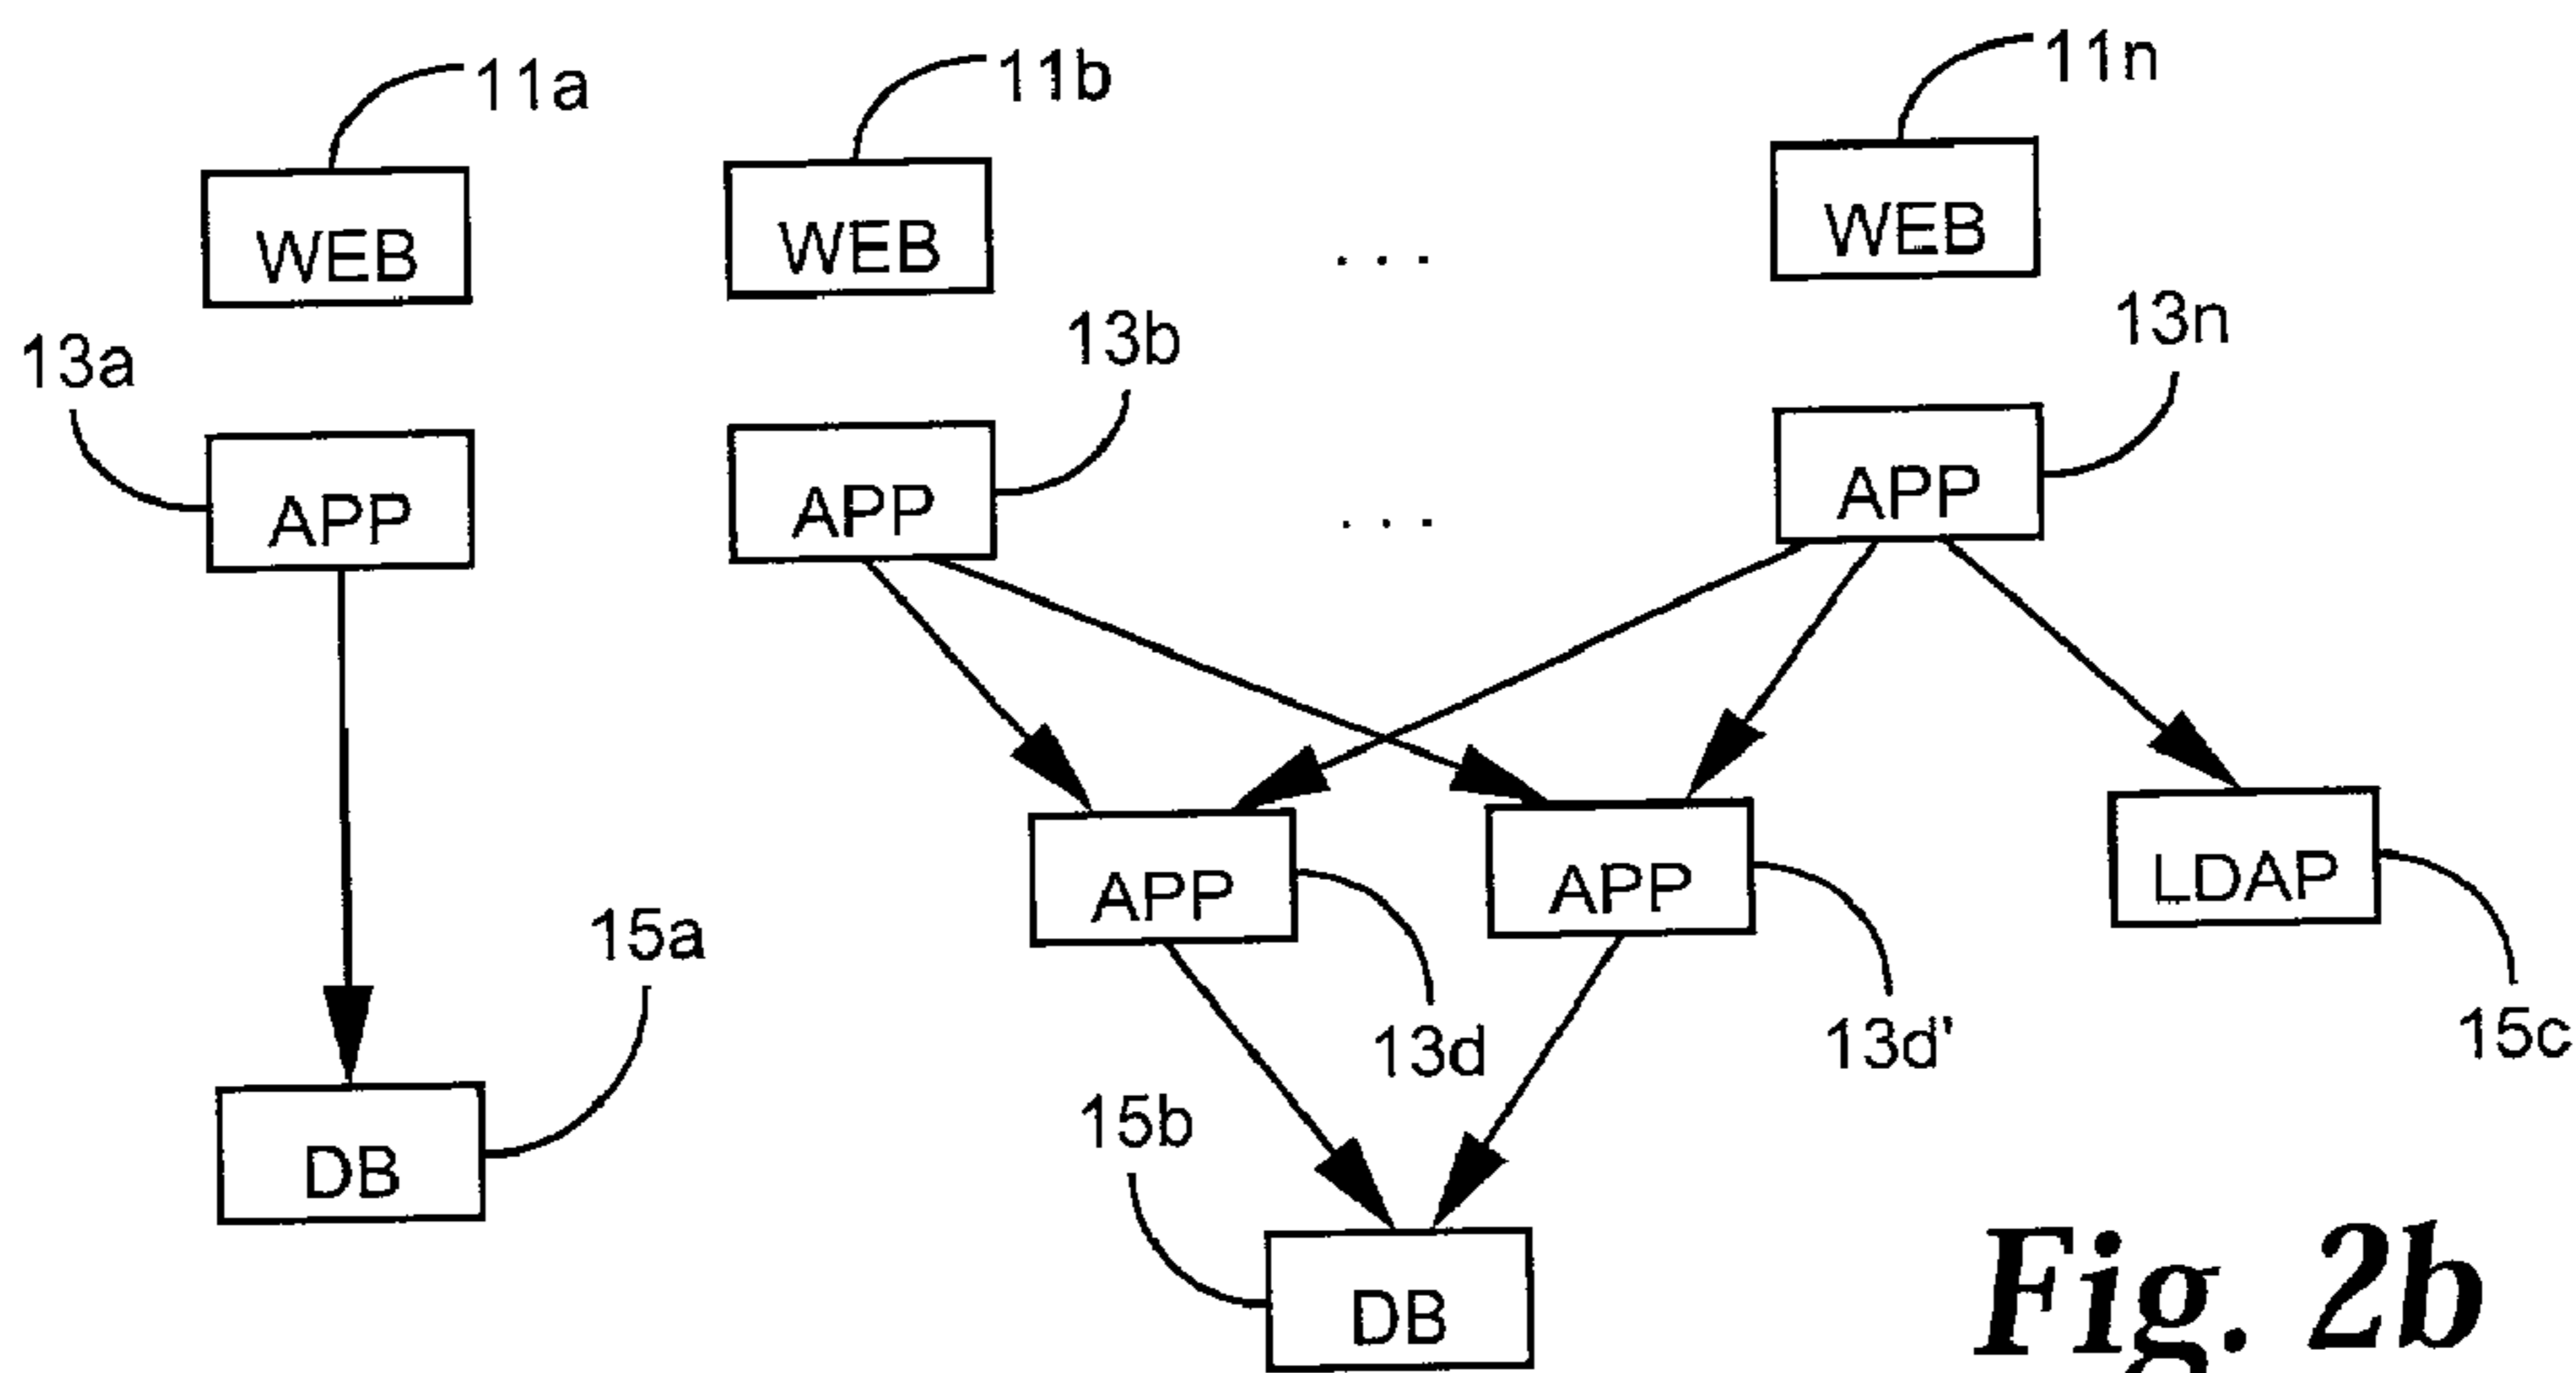 11a
11b
11n
WEB
WEB
. . .
WEB
13a
13b
13n
APP
APP
. . .
APP
APP
APP
LDAP
15a
13d
13d'
15c
15b
DB
DB
Fig. 2b